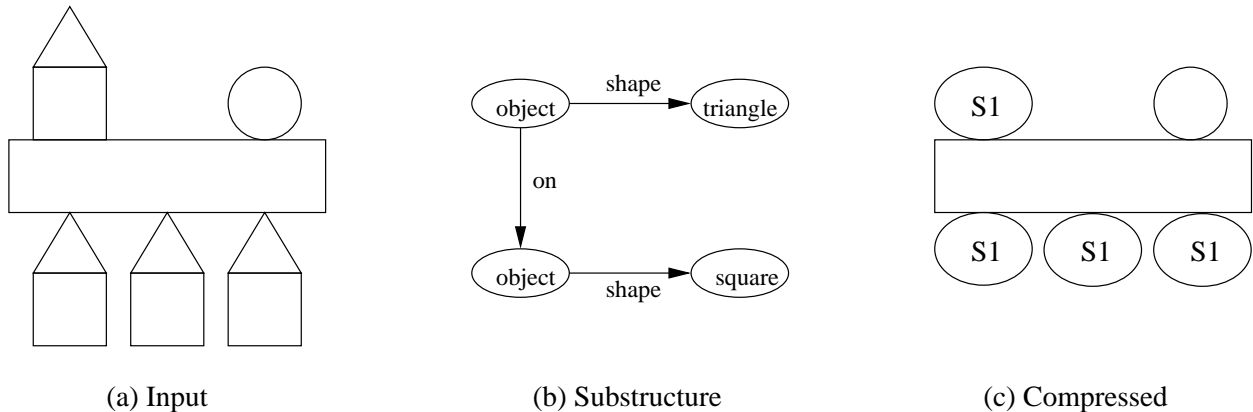 shape
object
triangle
on
object
shape
square
S1
S1
S1
S1
(a) Input
(b) Substructure
(c) Compressed